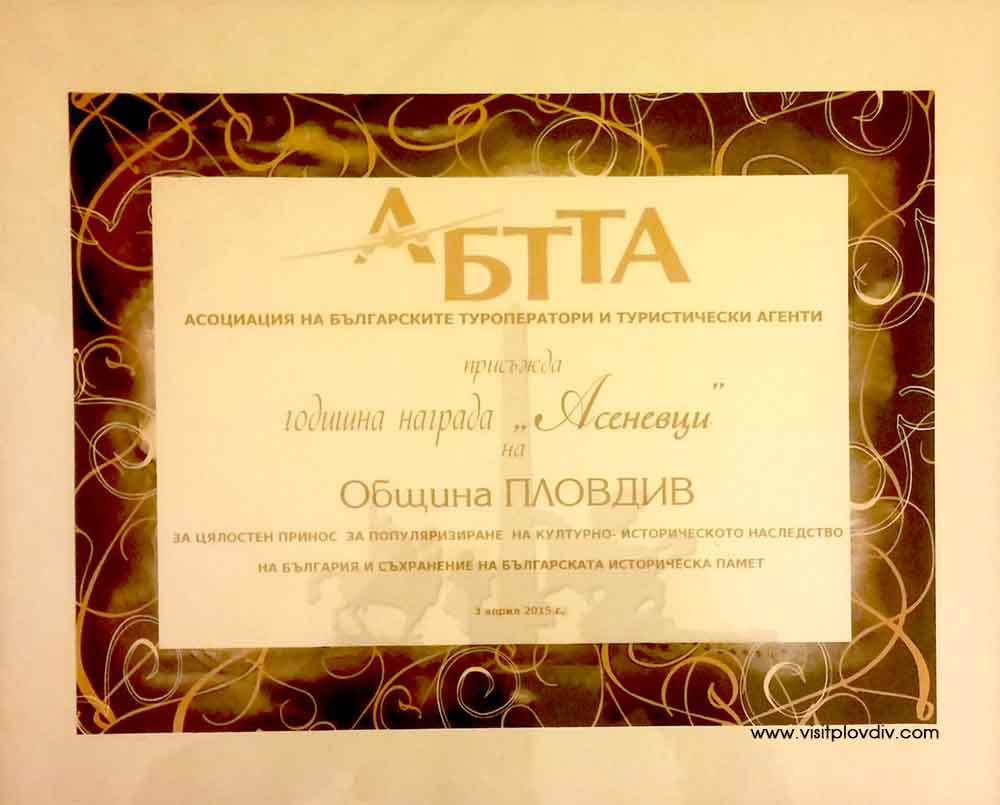 АБТТА
АСОЦИАЦИЯ НА БЪЛГАРСКИТЕ ТУРОПЕРАТОРИ И ТУРИСТИЧЕСКИ АГЕНТИ
присъжда
годишна награда „Асеневци"
на
Община ПЛОВДИВ
ЗА ЦЯЛОСТЕН ПРИНОС ЗА ПОПУЛЯРИЗИРАНЕ НА КУЛТУРНО- ИСТОРИЧЕСКОТО НАСЛЕДСТВО
НА БЪЛГАРИЯ И СЪХРАНЕНИЕ НА БЪЛГАРСКАТА ИСТОРИЧЕСКА ПАМЕТ
3 април 2015 г.
www.visitplovdiv.com